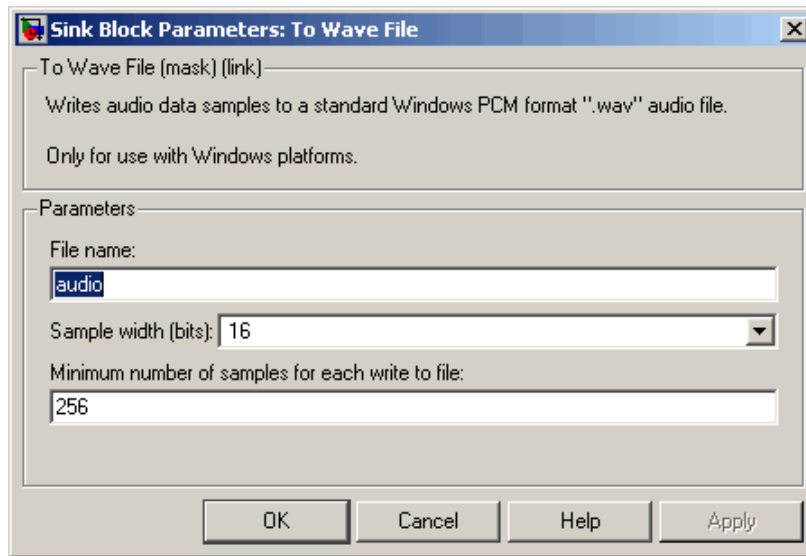 Sink Block Parameters: To Wave File
To Wave File (mask) (link)
Writes audio data samples to a standard Windows PCM format ".wav" audio file.
Only for use with Windows platforms.
Parameters
File name:
audio
Sample width (bits): 16
Minimum number of samples for each write to file:
256
OK Cancel Help Apply